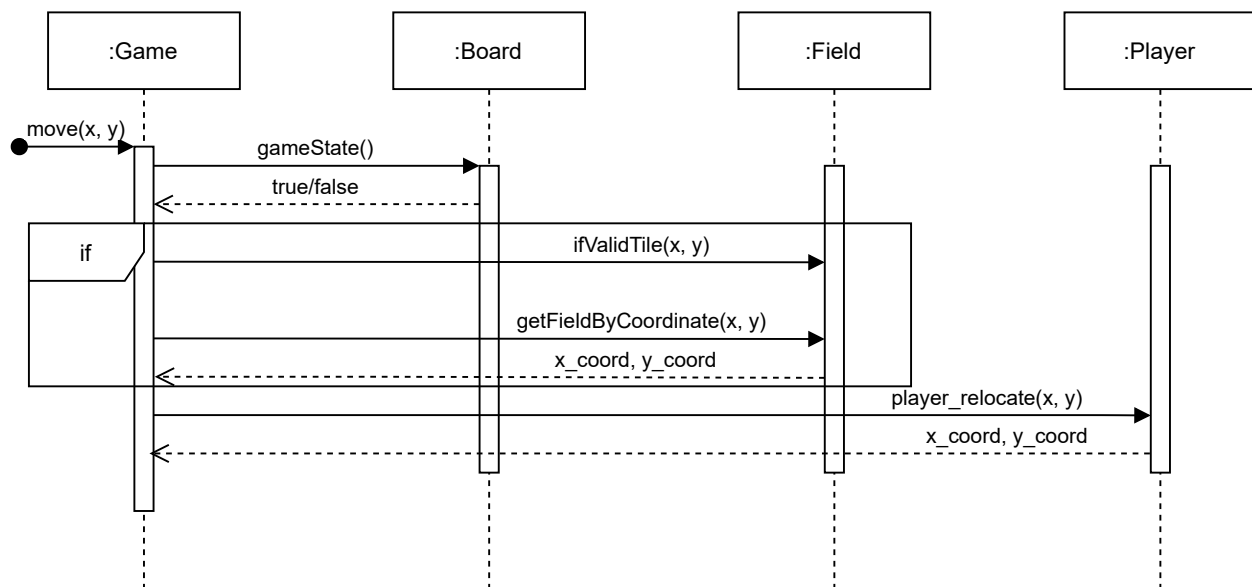 :Game
:Board
:Field
:Player
move(x, y)
gameState()
true/false
if
ifValidTile(x, y)
getFieldByCoordinate(x, y)
x_coord, y_coord
player_relocate(x, y)
x_coord, y_coord